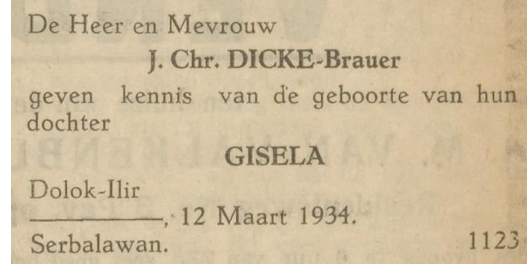 De Heer en Mevrouw
J. Chr. DICKE-Brauer
geven kennis van de geboorte van hun
dochter
GISELA
Dolok-Ilir
————, 12 Maart 1934.
Serbalawan.
1123